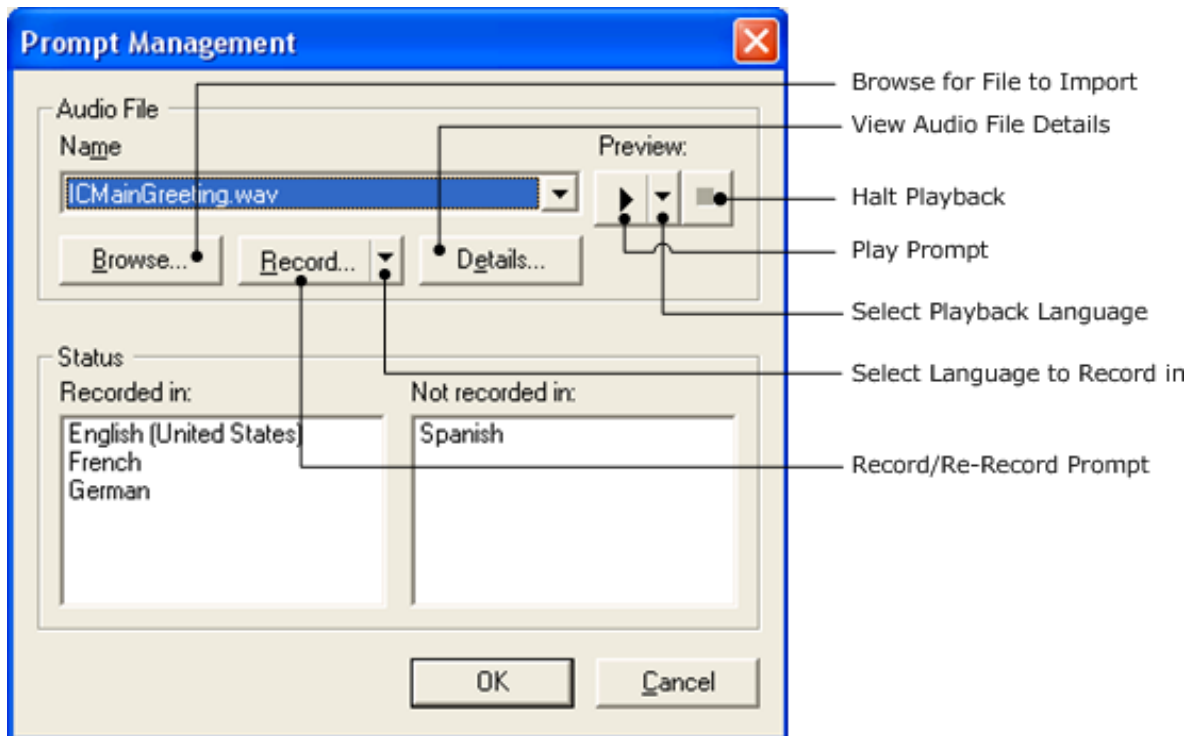 Prompt Management
Browse for File to Import
Audio File
View Audio File Details
Name
Preview:
ICMainGreeting.wav
Halt Playback
Browse...
Record...
Details...
Play Prompt
Select Playback Language
Status
Recorded in:
Not recorded in:
Select Language to Record in
English (United States)
Spanish
French
German
Record/Re-Record Prompt
OK
Cancel